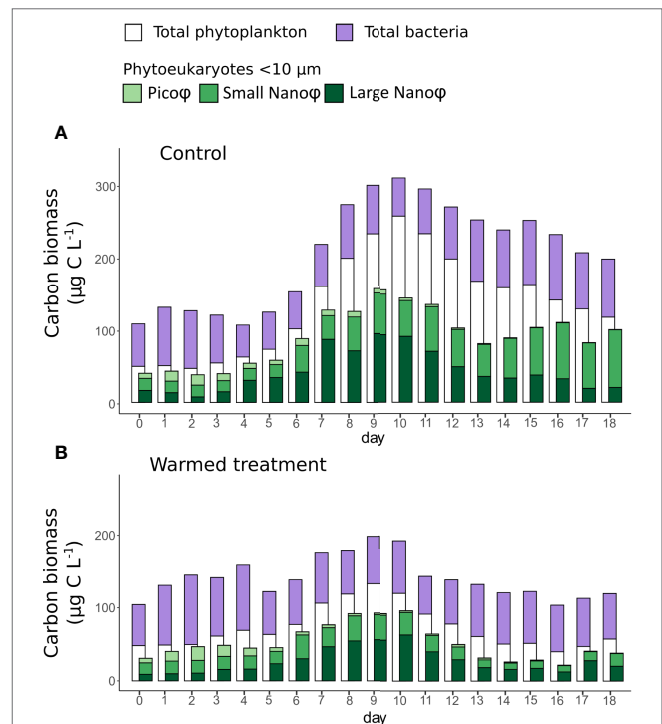 Total phytoplankton Total bacteria
Phytoeukaryotes <10 µm
Picoφ Small Nanoφ Large Nanoφ
A
Control
Carbon biomass
(µg C L⁻¹)
300
200
100
0
0 1 2 3 4 5 6 7 8 9 10 11 12 13 14 15 16 17 18
day
B
Warmed treatment
Carbon biomass
(µg C L⁻¹)
200
100
0
0 1 2 3 4 5 6 7 8 9 10 11 12 13 14 15 16 17 18
day